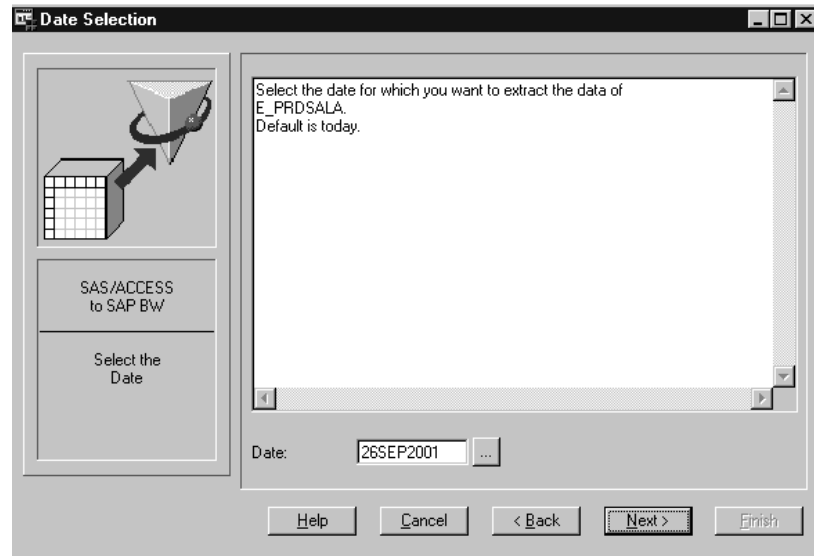 Date Selection
Select the date for which you want to extract the data of
E_PRDSALA.
Default is today.
SAS/ACCESS
to SAP BW
Select the
Date
Date: 26SEP2001 ...
Help Cancel < Back Next > Finish